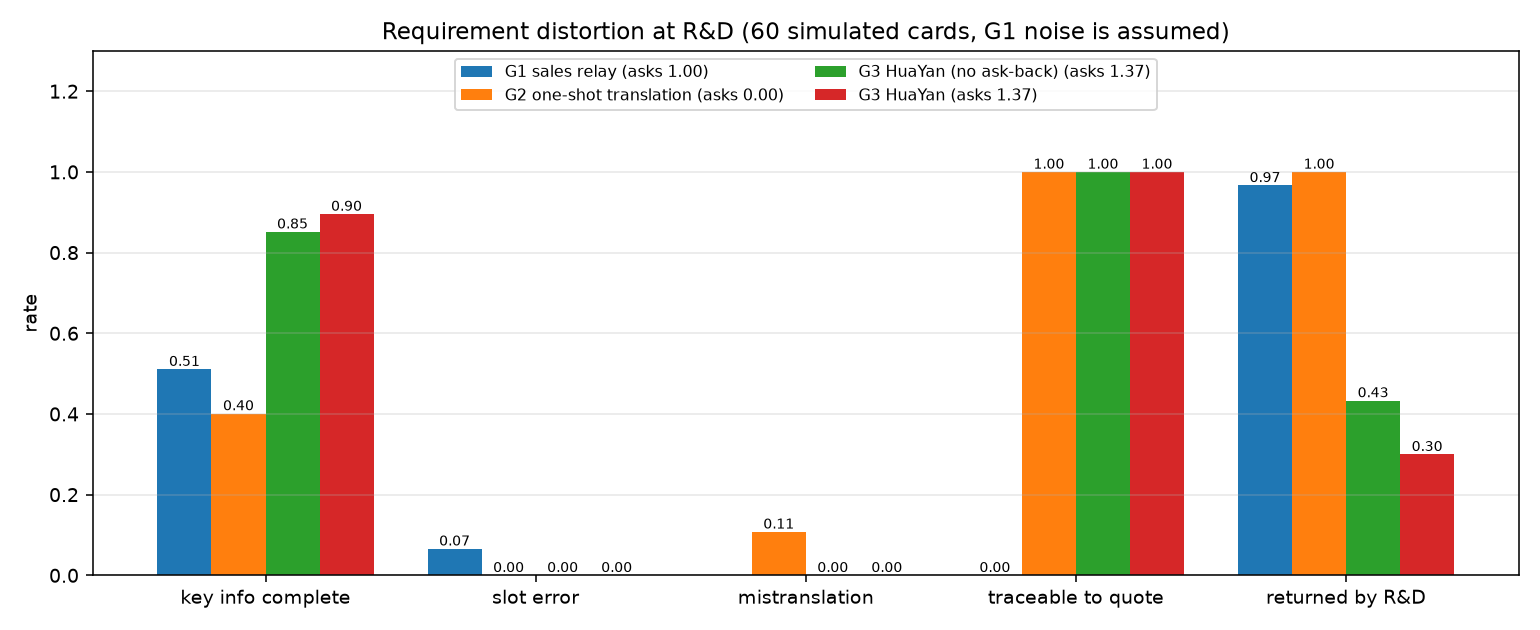 Requirement distortion at R&D (60 simulated cards, G1 noise is assumed)
G1 sales relay (asks 1.00)
G2 one-shot translation (asks 0.00)
G3 HuaYan (no ask-back) (asks 1.37)
G3 HuaYan (asks 1.37)
rate
1.2
1.0
0.8
0.6
0.4
0.2
0.0
0.51
0.40
0.85
0.90
0.07
0.00
0.00
0.00
0.11
0.00
0.00
0.00
1.00
1.00
1.00
0.97
1.00
0.43
0.30
key info complete
slot error
mistranslation
traceable to quote
returned by R&D